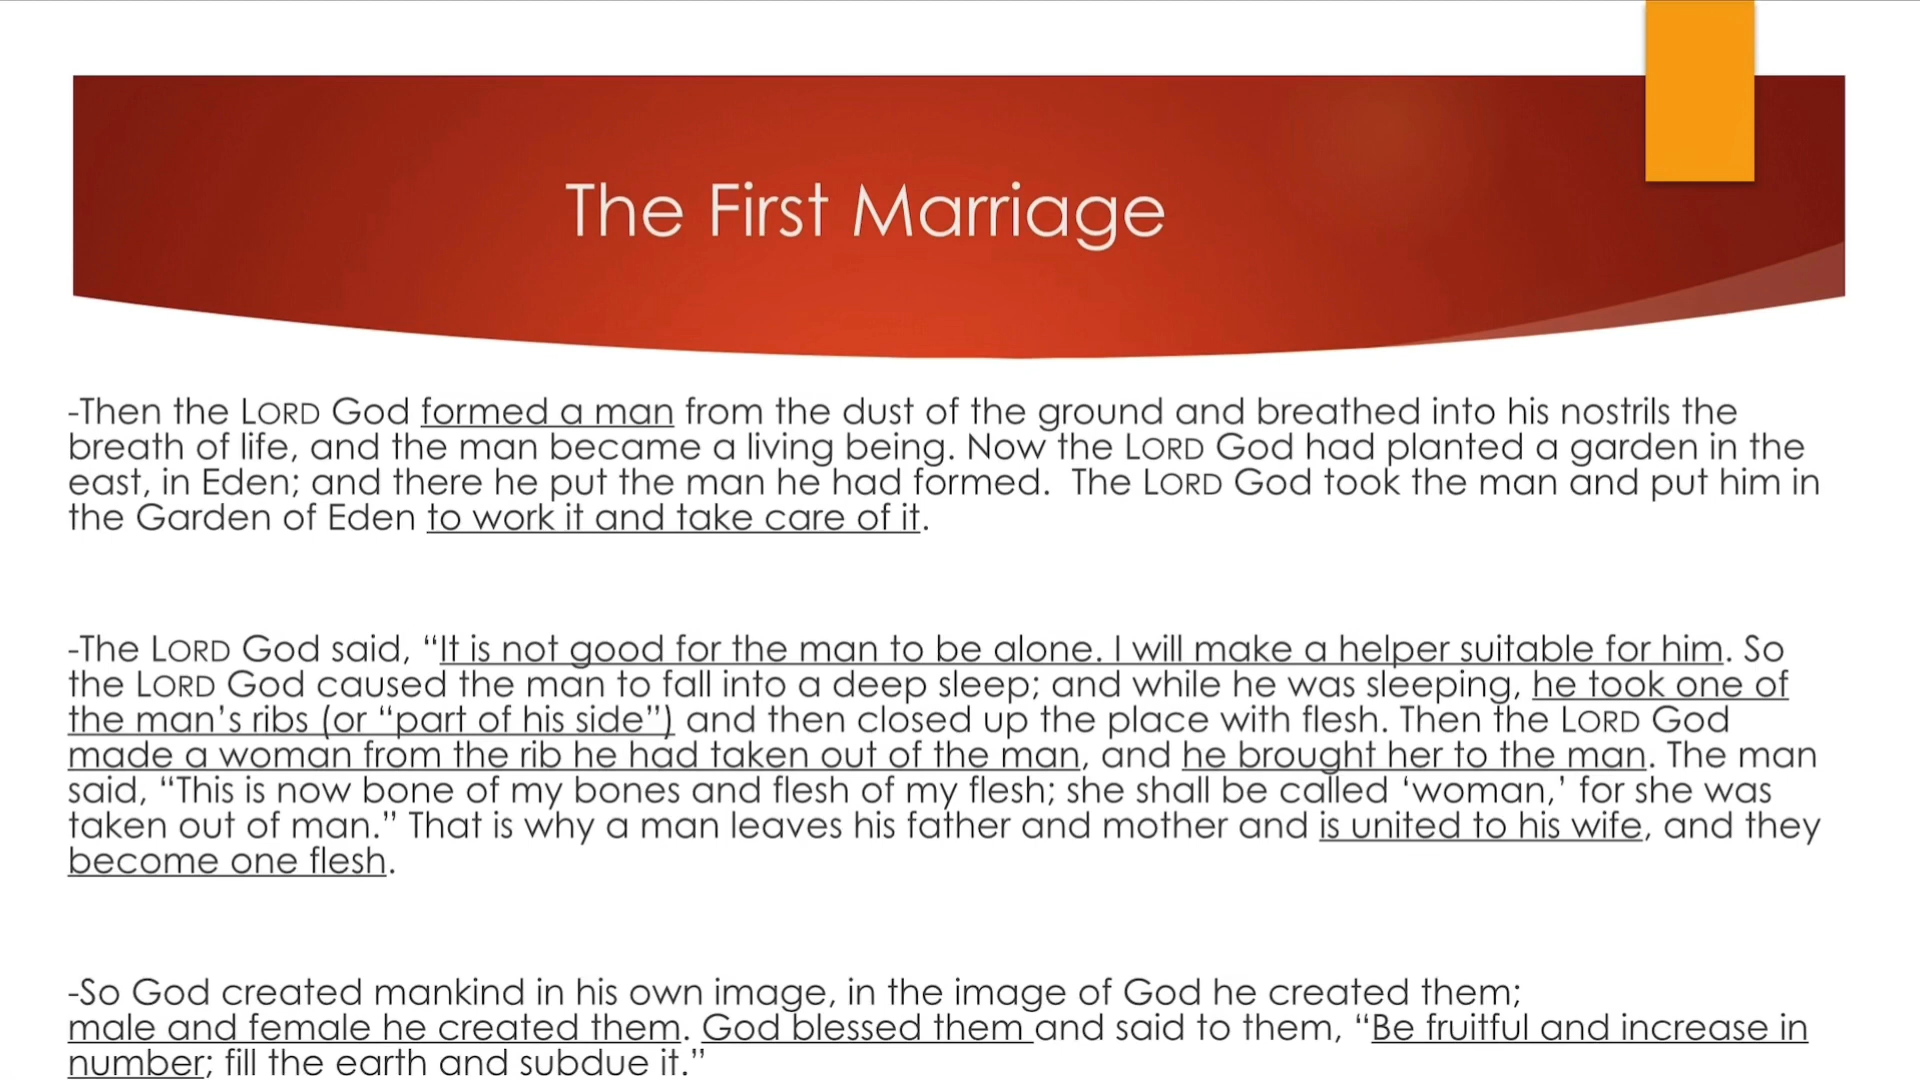 The First Marriage
-Then the LORD God formed a man from the dust of the ground and breathed into his nostrils the
breath of life, and the man became a living being. Now the LORD God had planted a garden in the
east, in Eden; and there he put the man he had formed.  The LORD God took the man and put him in
the Garden of Eden to work it and take care of it.
-The LORD God said, “It is not good for the man to be alone. I will make a helper suitable for him. So
the LORD God caused the man to fall into a deep sleep; and while he was sleeping, he took one of
the man’s ribs (or “part of his side”) and then closed up the place with flesh. Then the LORD God
made a woman from the rib he had taken out of the man, and he brought her to the man. The man
said, “This is now bone of my bones and flesh of my flesh; she shall be called ‘woman,’ for she was
taken out of man.” That is why a man leaves his father and mother and is united to his wife, and they
become one flesh.
-So God created mankind in his own image, in the image of God he created them;
male and female he created them. God blessed them and said to them, “Be fruitful and increase in
number; fill the earth and subdue it.”